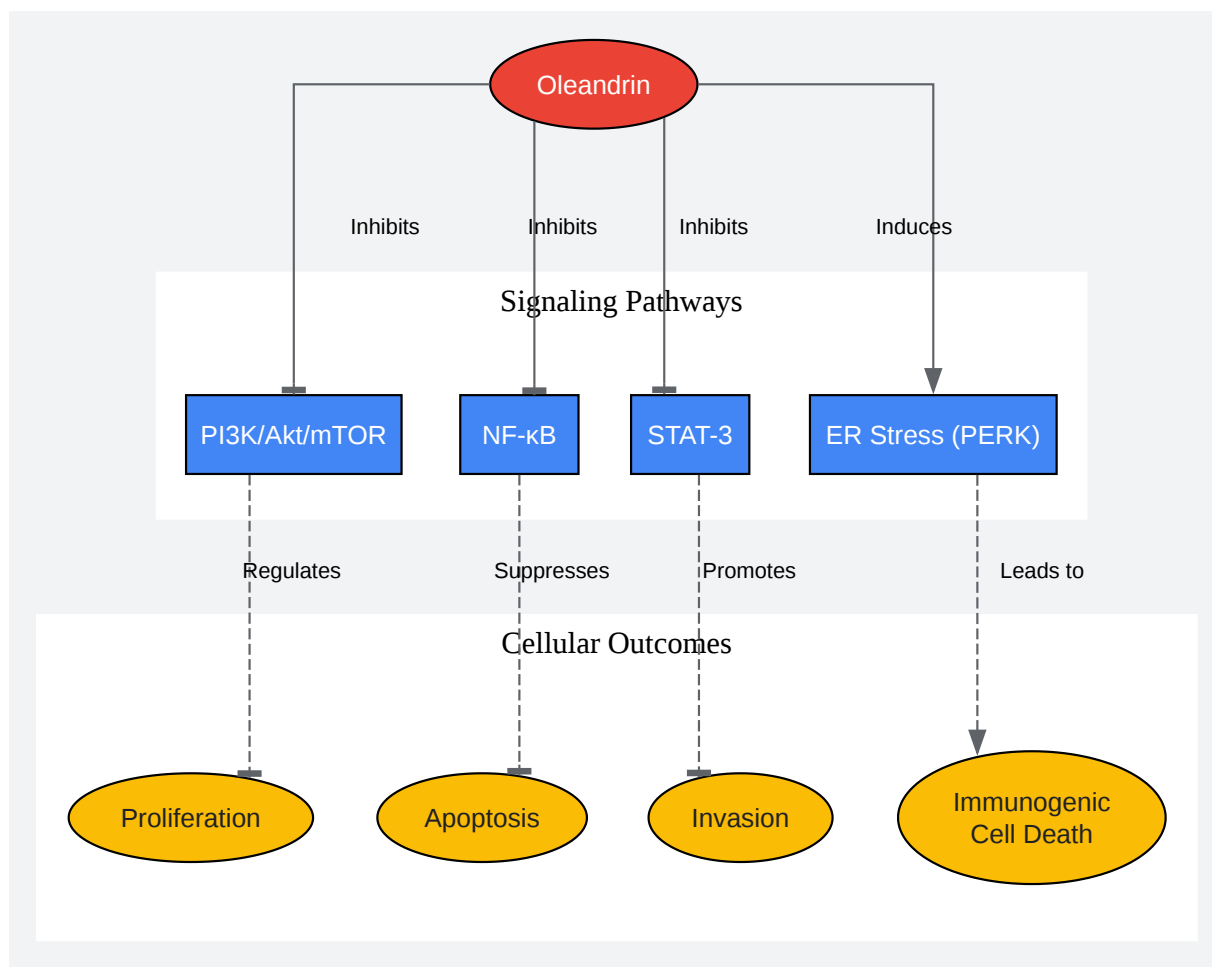 Oleandrin
Inhibits
Inhibits
Inhibits
Induces
Signaling Pathways
PI3K/Akt/mTOR
NF-κB
STAT-3
ER Stress (PERK)
Regulates
Suppresses
Promotes
Leads to
Cellular Outcomes
Proliferation
Apoptosis
Invasion
Immunogenic
Cell Death